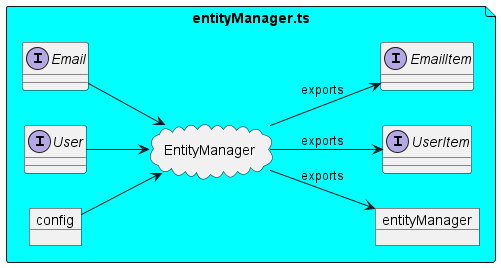 entityManager.ts
I Email
I EmailItem
exports
I User
EntityManager
exports
I UserItem
exports
config
entityManager